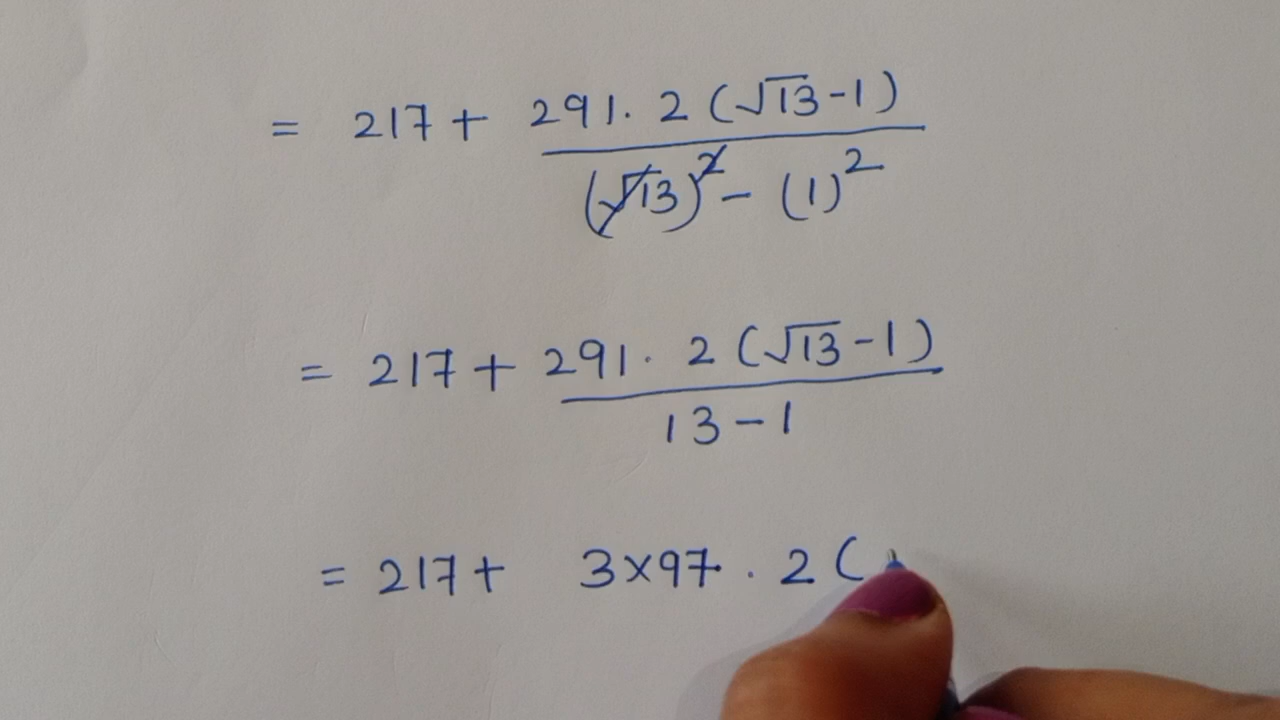 = 217 + 291 . 2 (√13 - 1)
(√13)² - (1)²
= 217 + 291 . 2 (√13 - 1)
13 - 1
= 217 + 3 × 97 . 2 (